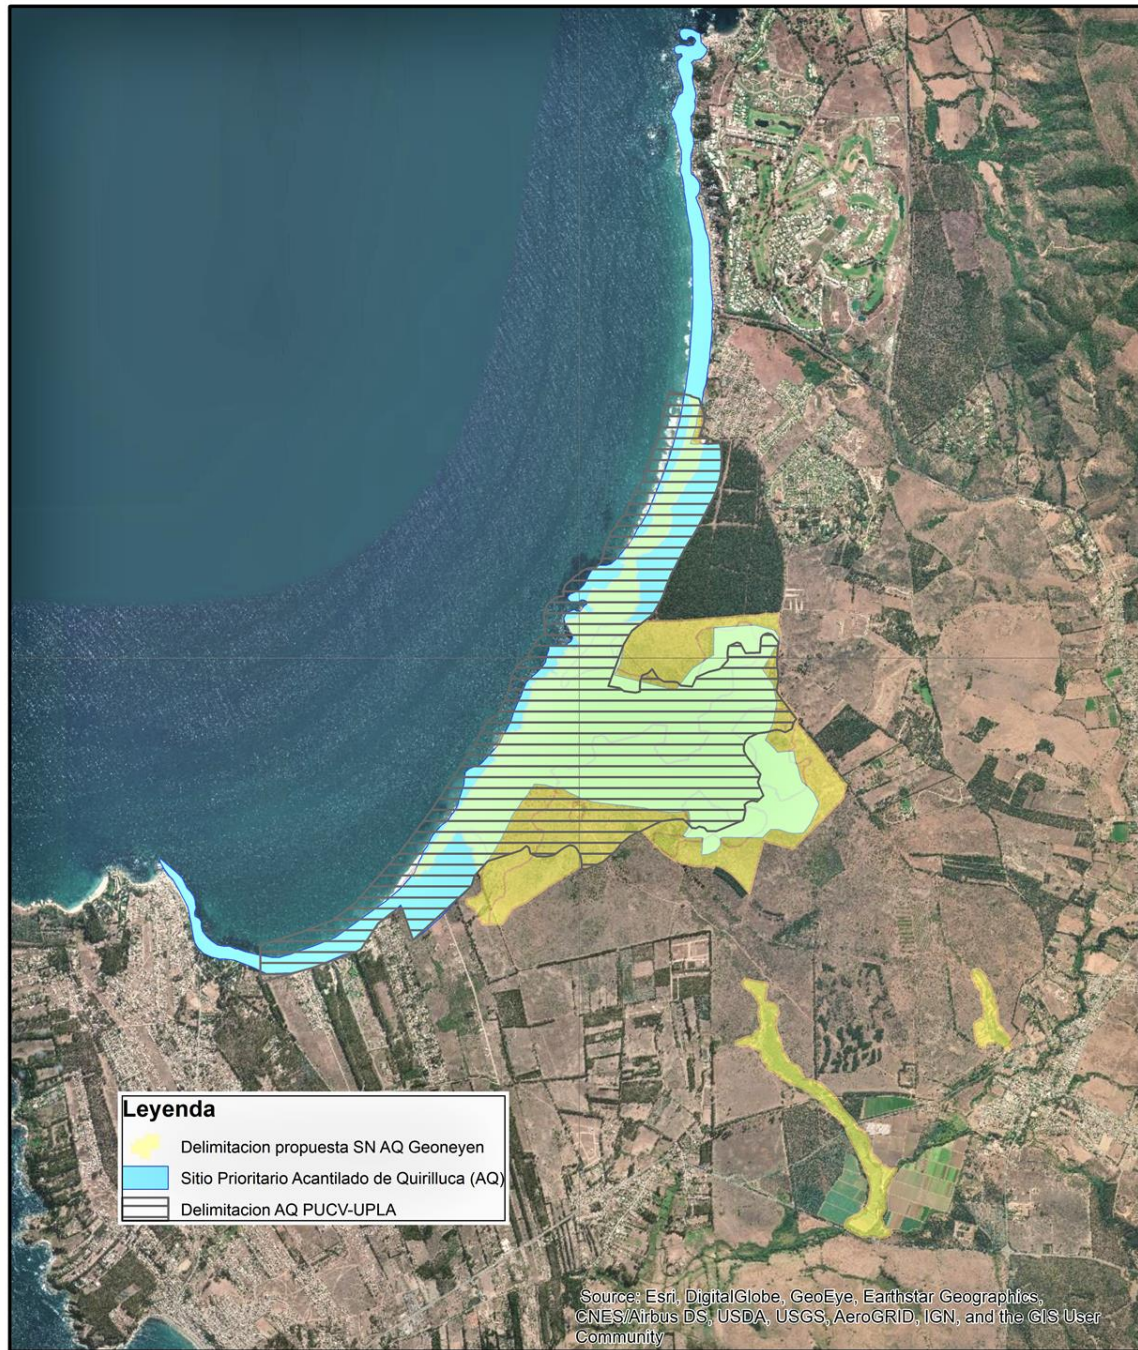 Leyenda
Delimitacion propuesta SN AQ Geoneyen
Sitio Prioritario Acantilado de Quirilluca (AQ)
Delimitacion AQ PUCV-UPLA
Source: Esri, DigitalGlobe, GeoEye, Earthstar Geographics,
CNES/Airbus DS, USDA, USGS, AeroGRID, IGN, and the GIS User
Community